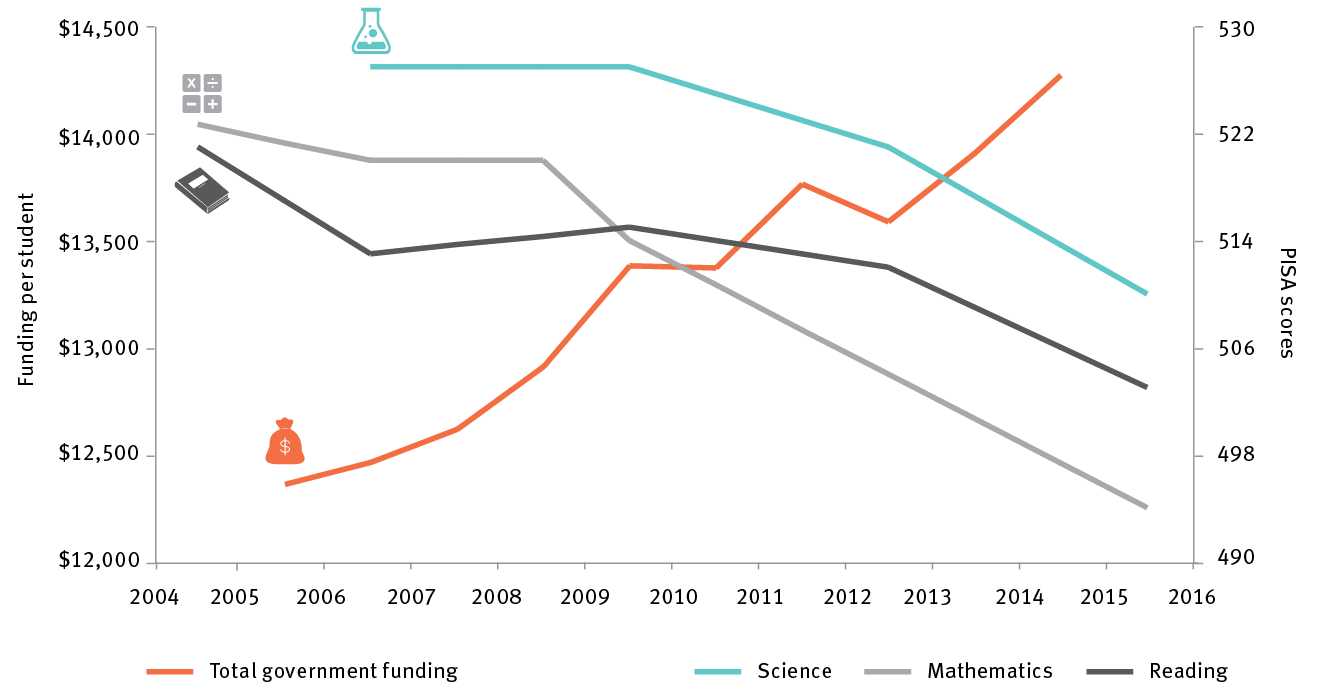 $14,500
$14,000
$13,500
$13,000
$12,500
$12,000
Funding per student
530
522
514
506
498
490
PISA scores
x ÷
− +
$
2004 2005 2006 2007 2008 2009 2010 2011 2012 2013 2014 2015 2016
Total government funding Science Mathematics Reading